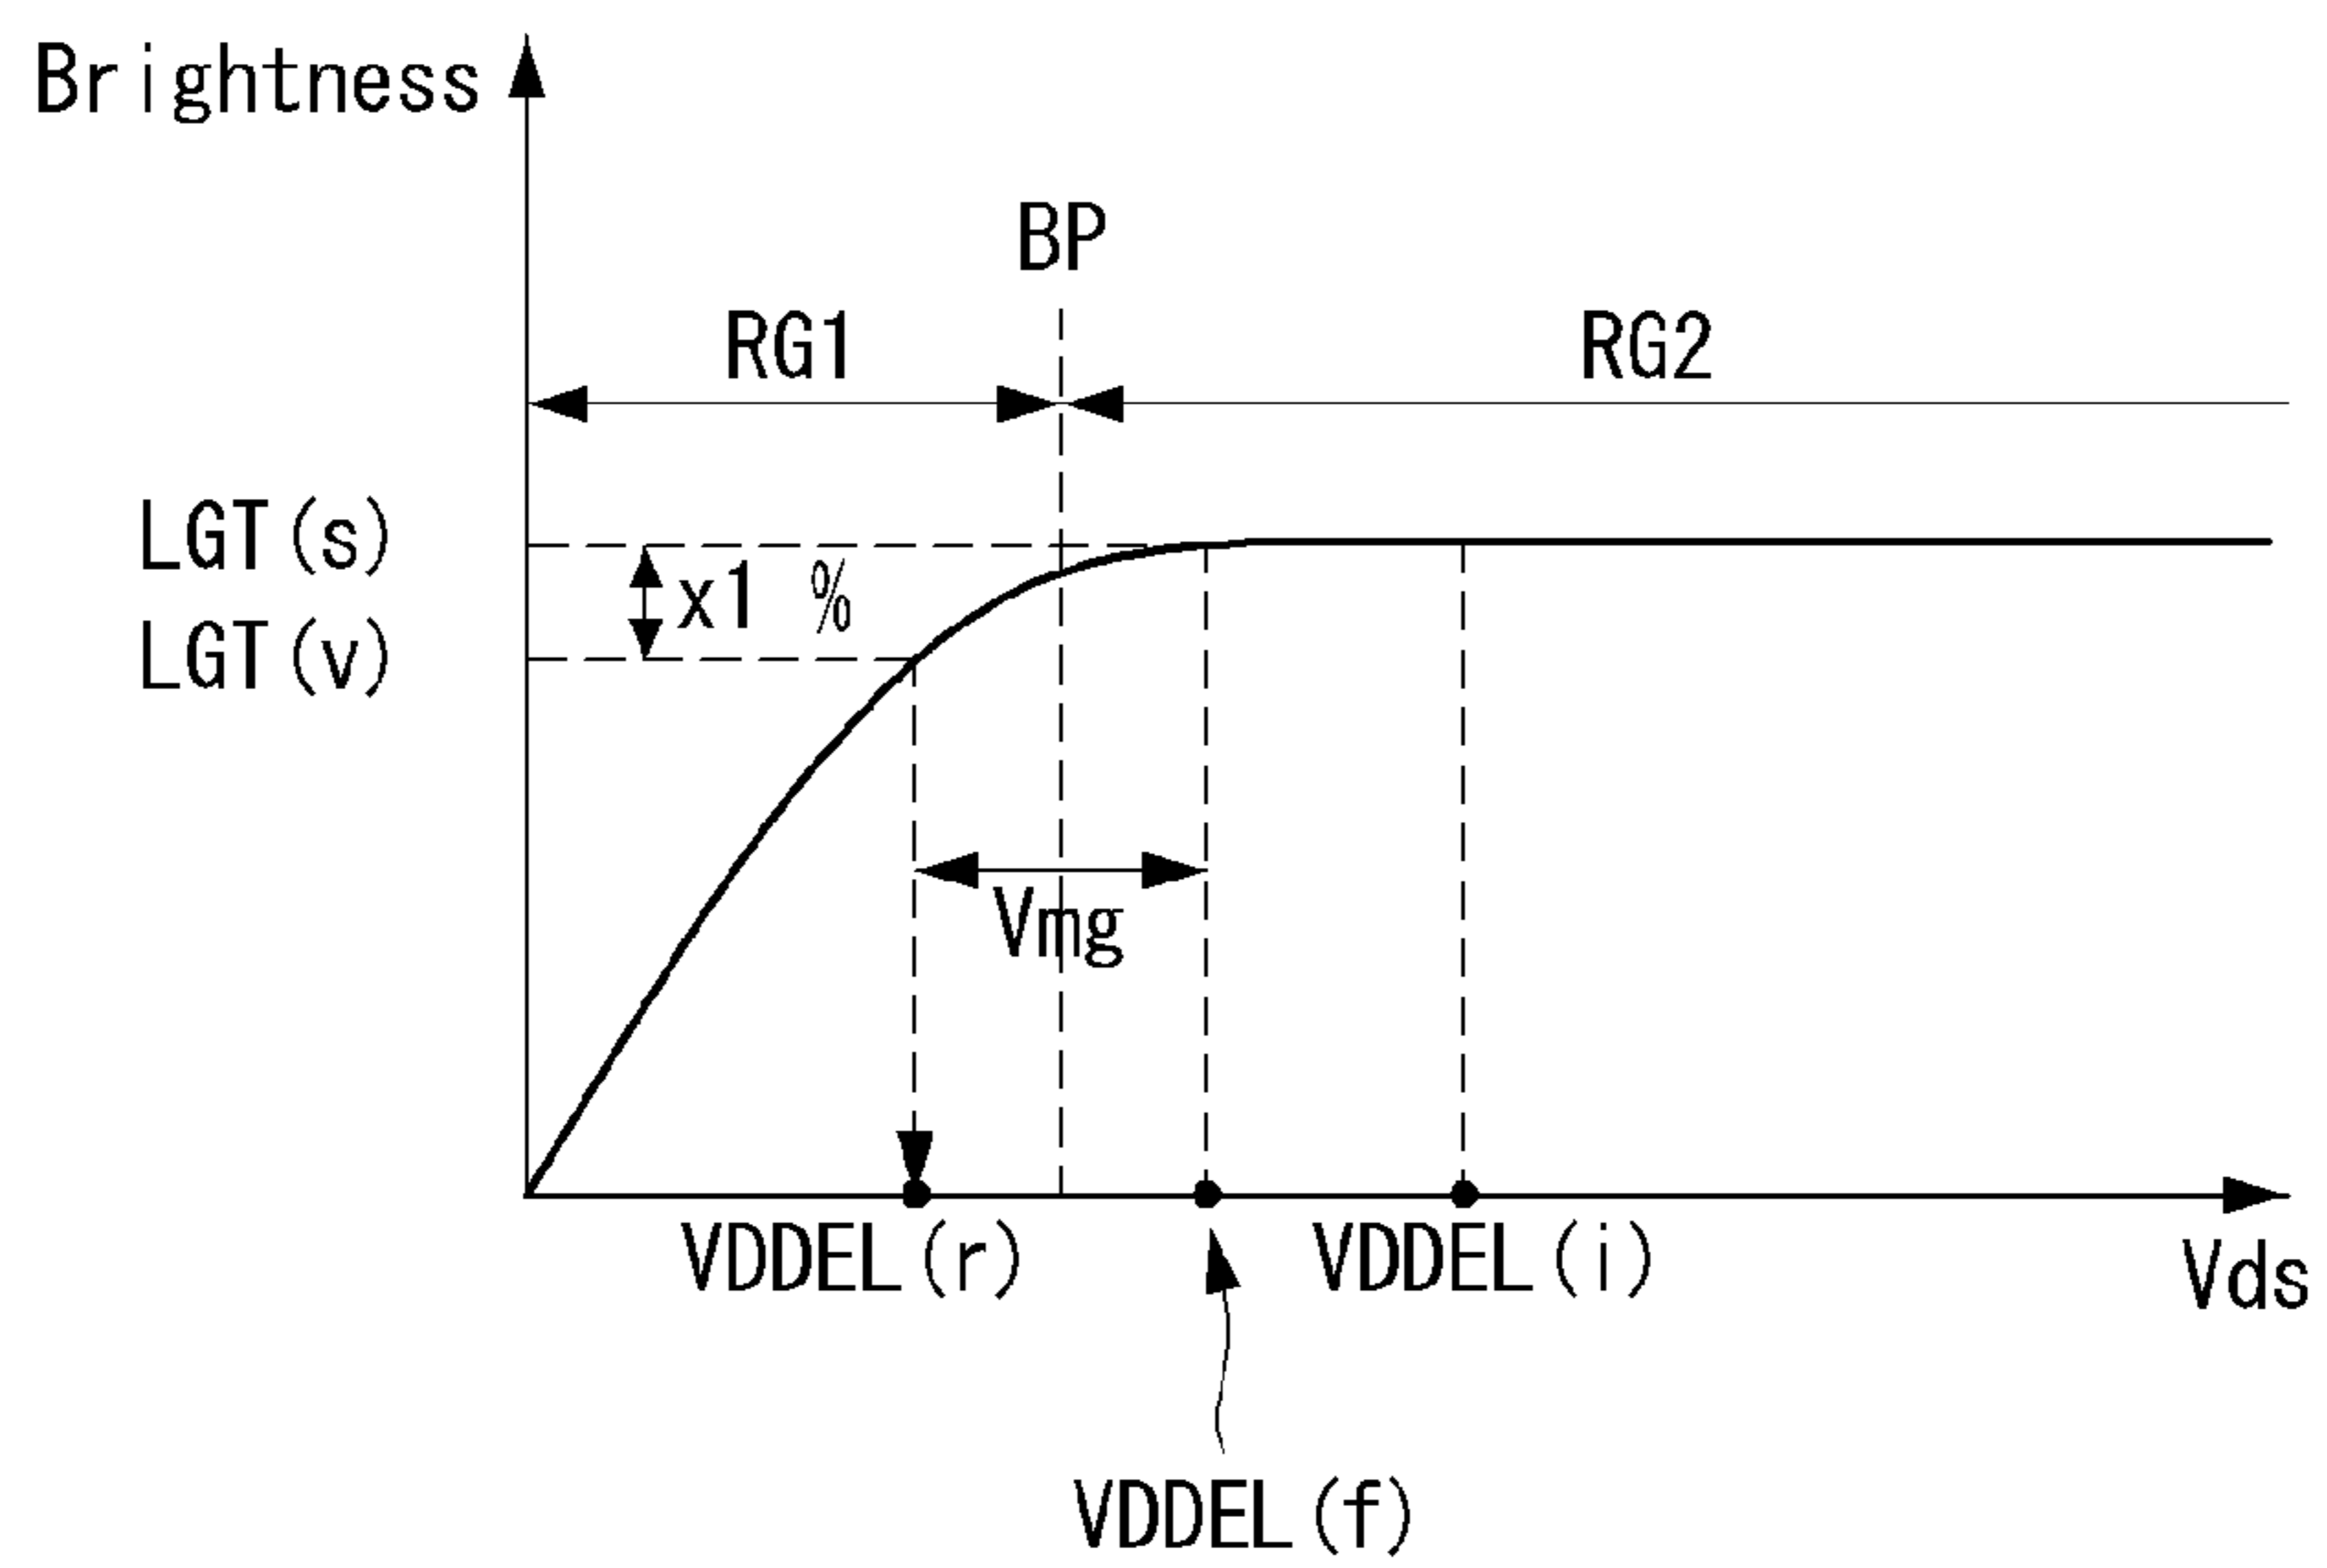 Brightness
BP
RG1
RG2
LGT(s)
x1 %
LGT(v)
Vmg
VDDEL(r)
VDDEL(i)
Vds
VDDEL(f)